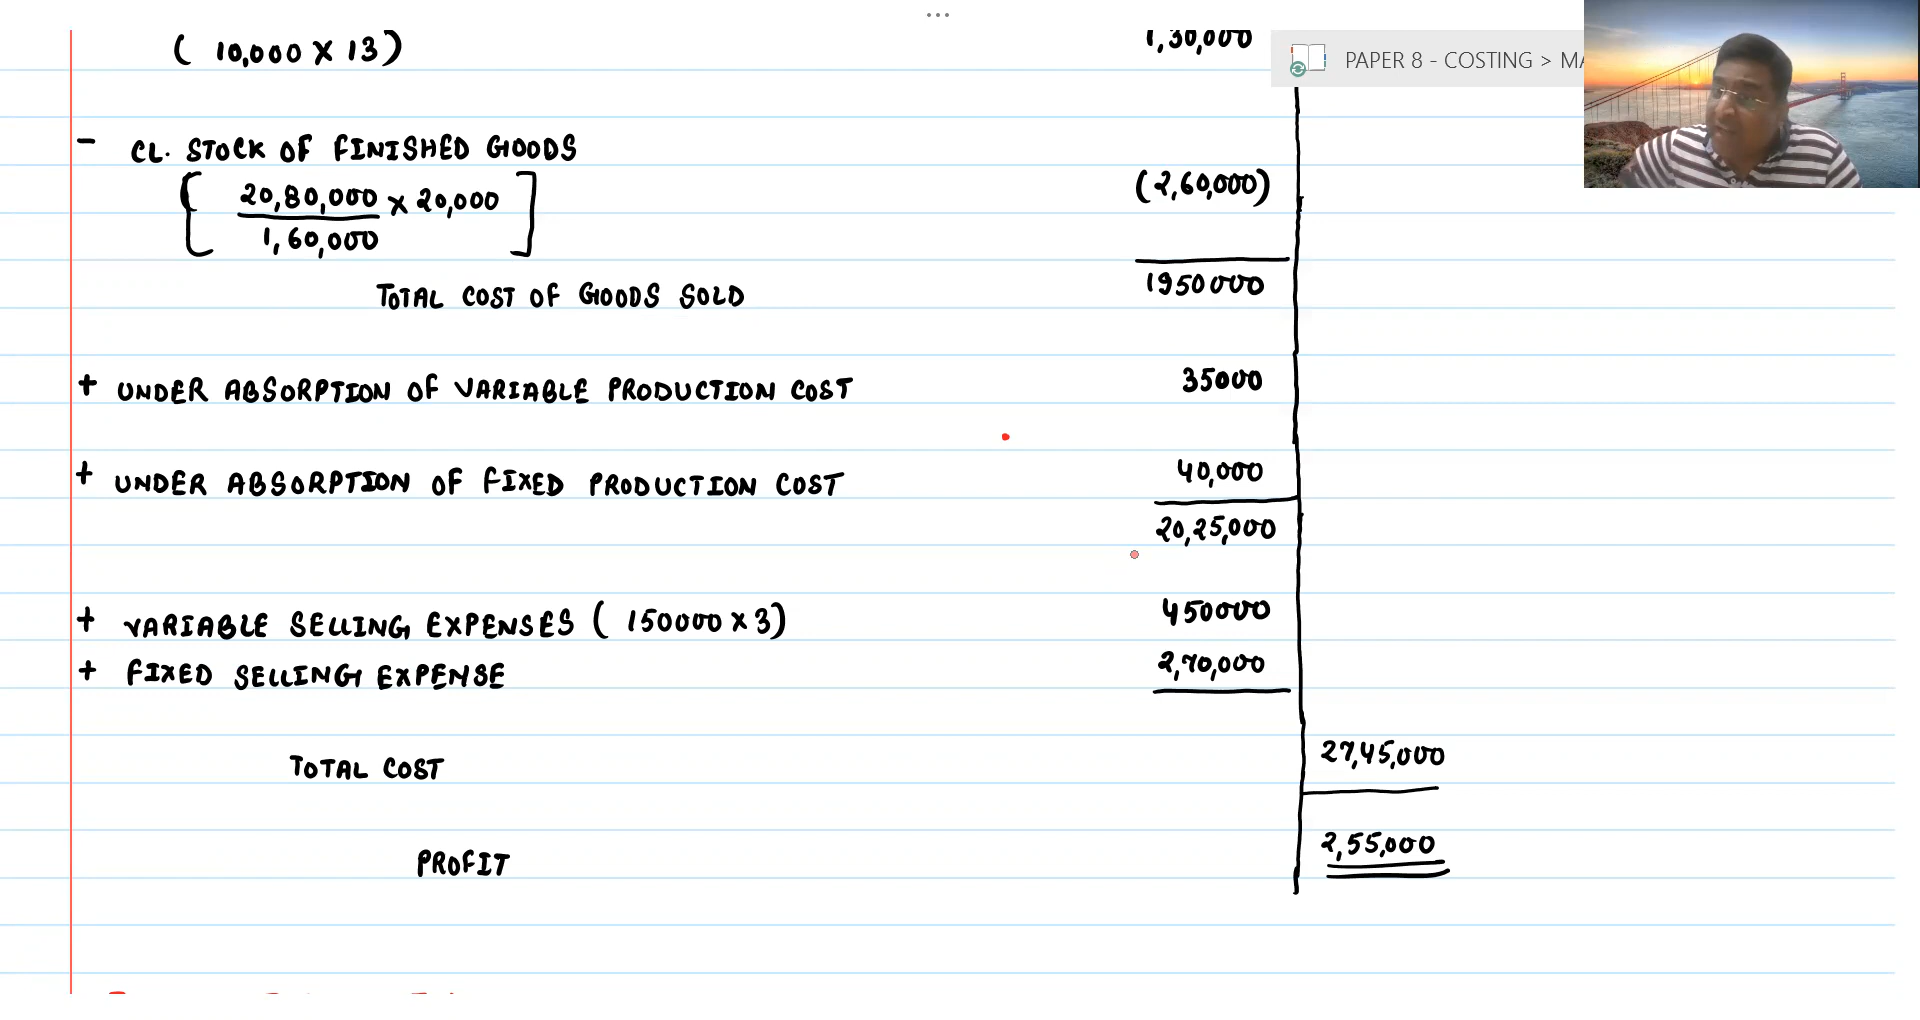 ( 10,000 X 13) 1,30,000
PAPER 8 - COSTING > MA
- CL. STOCK OF FINISHED GOODS
[ 20,80,000 X 20,000 ] (2,60,000)
1,60,000
TOTAL COST OF GOODS SOLD 1950000
+ UNDER ABSORPTION OF VARIABLE PRODUCTION COST 35000
+ UNDER ABSORPTION OF FIXED PRODUCTION COST 40,000
20,25,000
+ VARIABLE SELLING EXPENSES ( 150000 X 3) 450000
+ FIXED SELLING EXPENSE 2,70,000
TOTAL COST 27,45,000
PROFIT 2,55,000